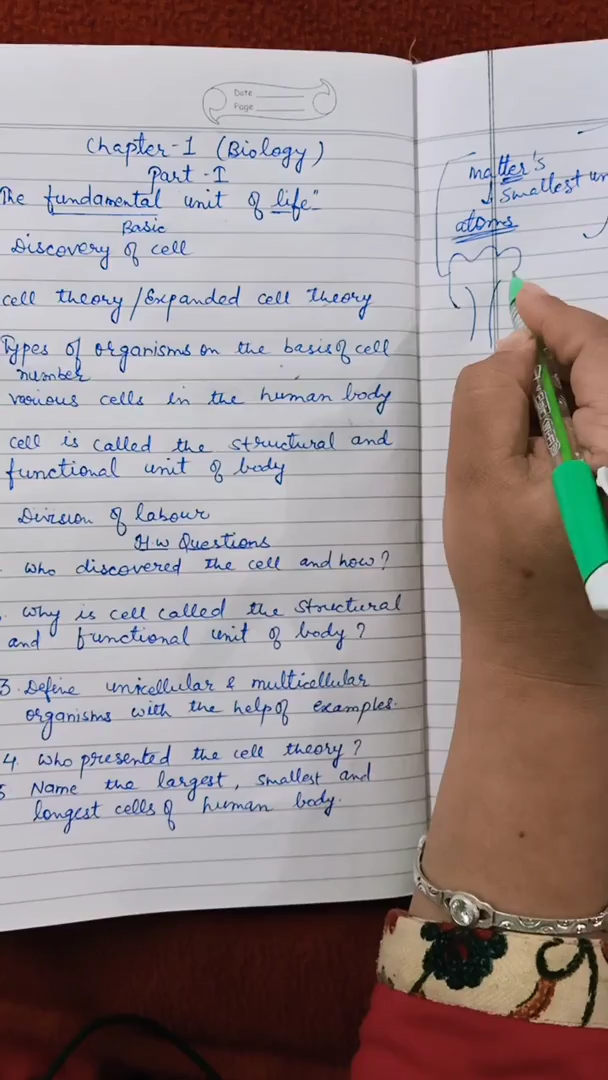 Date
Page
Chapter-1 (Biology)
Part-I
The fundamental unit of life"
Basic
Discovery of cell
cell theory/Expanded cell theory
Types of organisms on the basis of cell
number
various cells in the human body
cell is called the structural and
functional unit of body
Division of labour
H.W Questions
who discovered the cell and how?
why is cell called the structural
and functional unit of body?
3. Define unicellular & multicellular
organisms with the help of examples.
4. who presented the cell theory?
5 Name the largest, smallest and
longest cells of human body.
matter's
smallest un
atoms